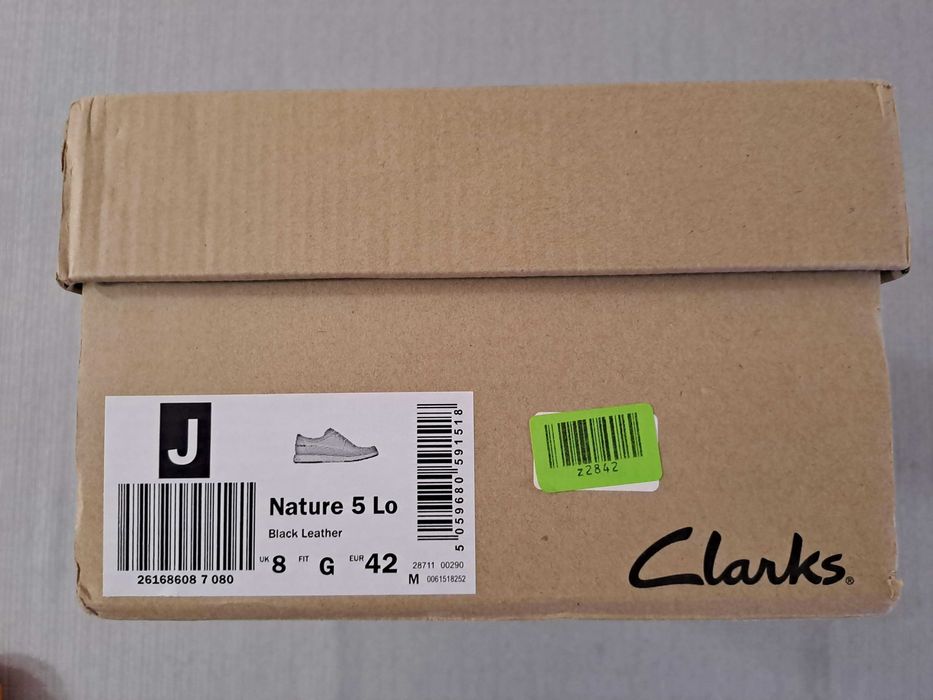 J
26168608 7 080
Nature 5 Lo
Black Leather
UK 8 FIT G EUR 42
28711 00290
M 0061518252
5 059680 591518
z2842
Clarks®